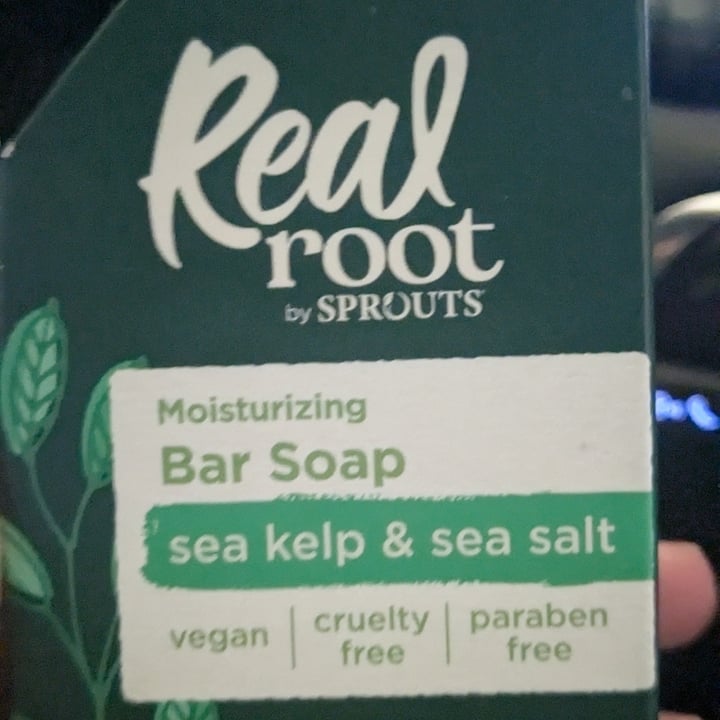 Real
root
by SPROUTS
Moisturizing
Bar Soap
sea kelp & sea salt
vegan | cruelty free | paraben free